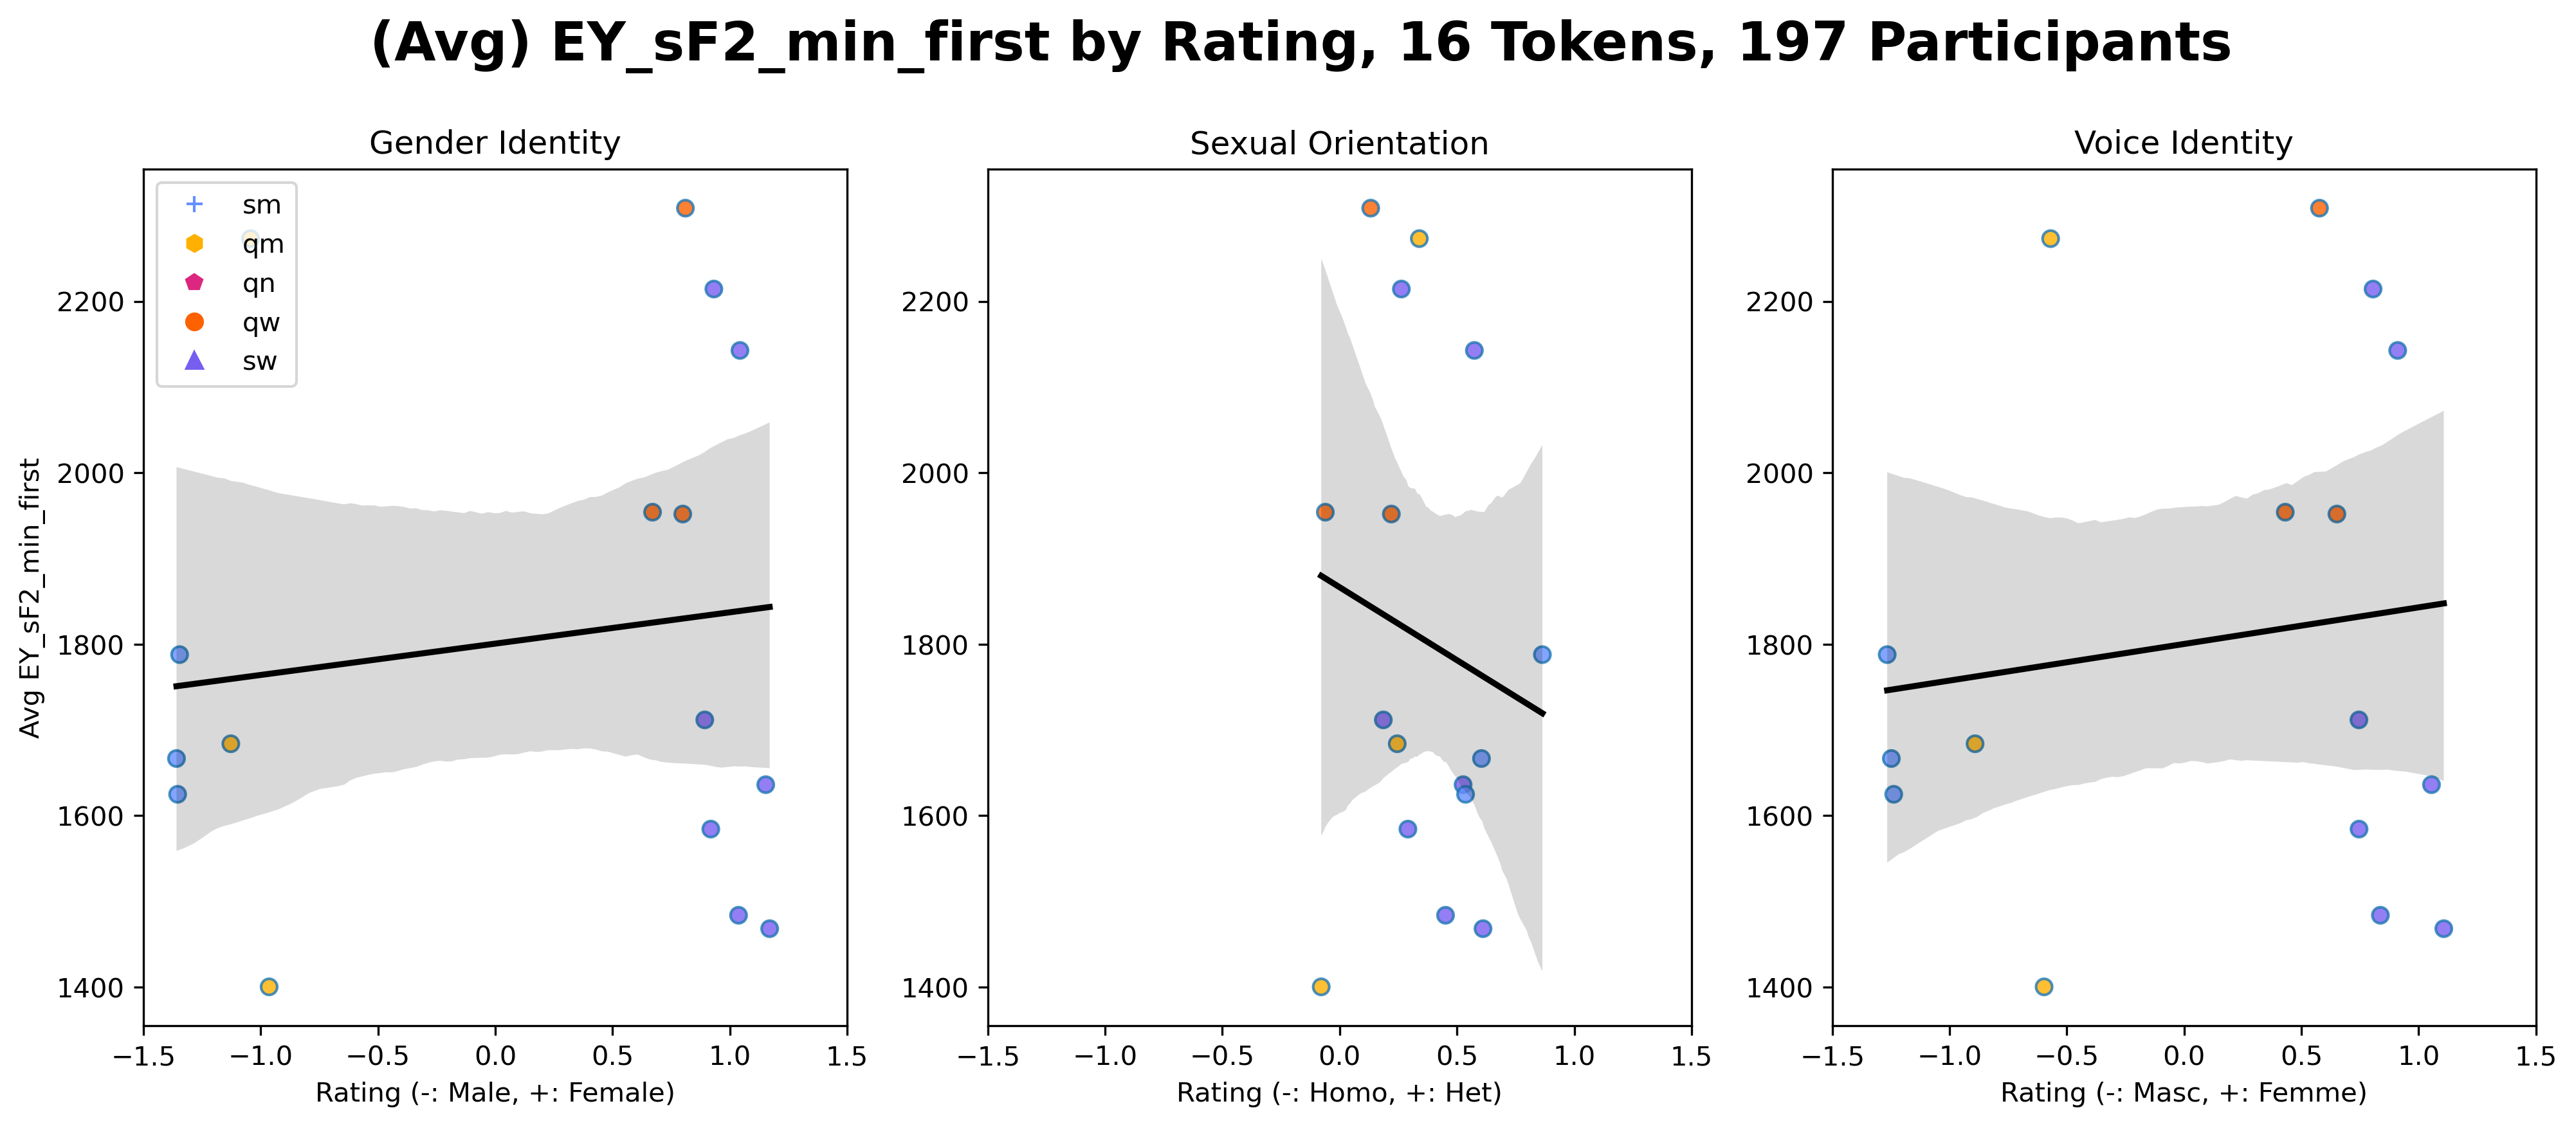 (Avg) EY_sF2_min_first by Rating, 16 Tokens, 197 Participants
Gender Identity
Sexual Orientation
Voice Identity
sm
qm
qn
qw
sw
Avg EY_sF2_min_first
2200
2000
1800
1600
1400
−1.5 −1.0 −0.5 0.0 0.5 1.0 1.5
Rating (-: Male, +: Female)
2200
2000
1800
1600
1400
−1.5 −1.0 −0.5 0.0 0.5 1.0 1.5
Rating (-: Homo, +: Het)
2200
2000
1800
1600
1400
−1.5 −1.0 −0.5 0.0 0.5 1.0 1.5
Rating (-: Masc, +: Femme)